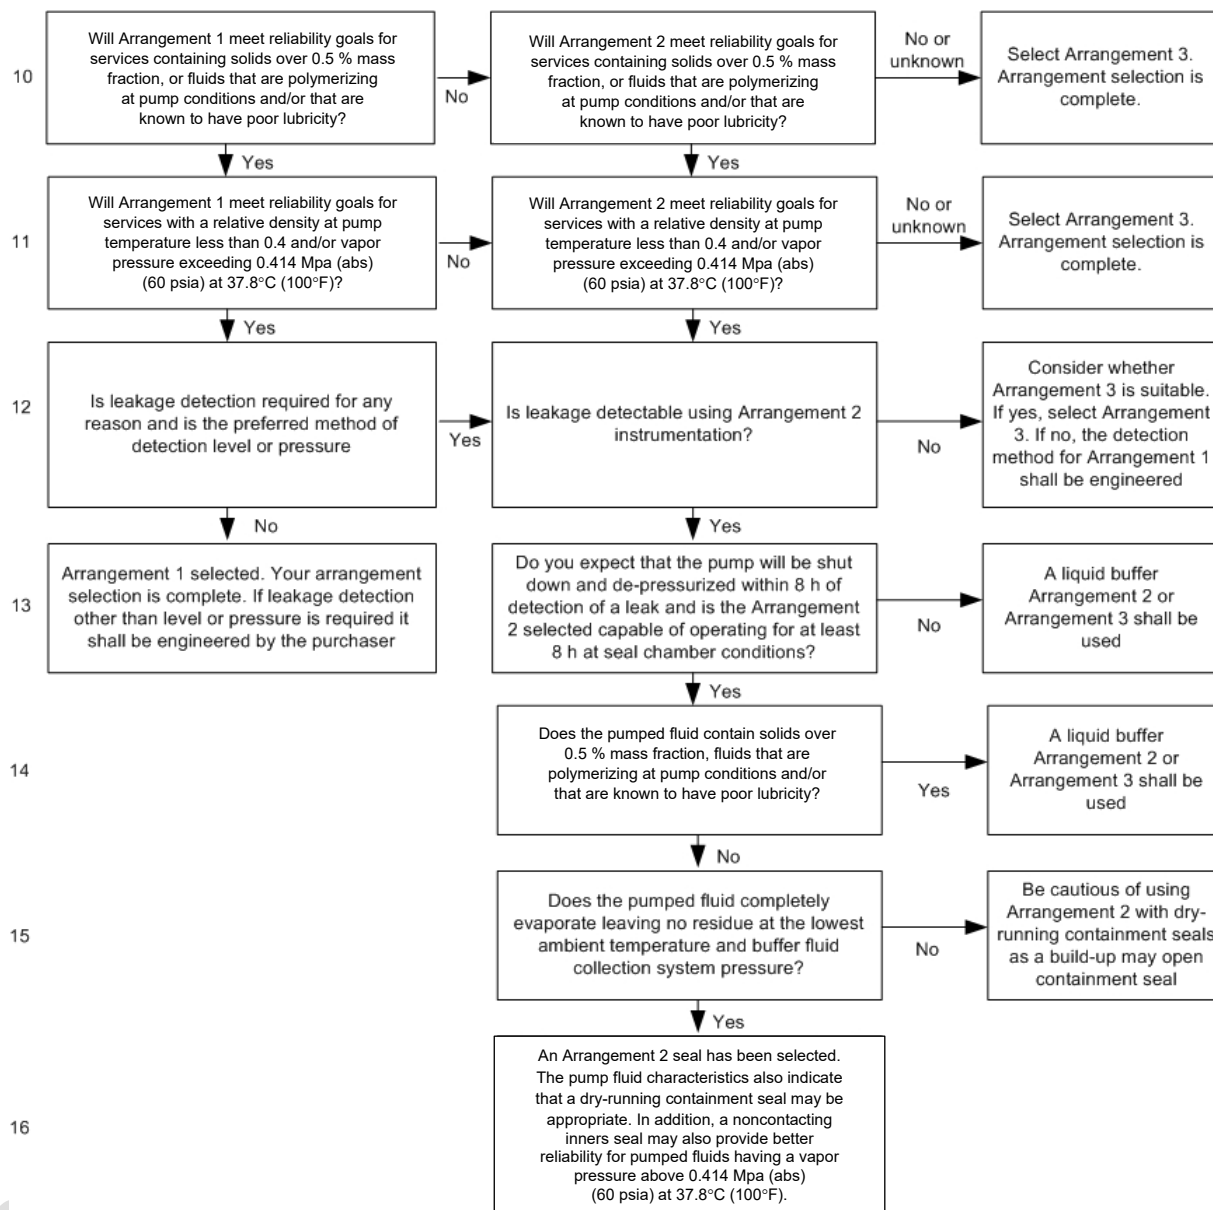 10
Will Arrangement 1 meet reliability goals for
services containing solids over 0.5 % mass
fraction, or fluids that are polymerizing
at pump conditions and/or that are
known to have poor lubricity?
No
Will Arrangement 2 meet reliability goals for
services containing solids over 0.5 % mass
fraction, or fluids that are polymerizing
at pump conditions and/or that are
known to have poor lubricity?
No or
unknown
Select Arrangement 3.
Arrangement selection is
complete.
Yes
Yes
11
Will Arrangement 1 meet reliability goals for
services with a relative density at pump
temperature less than 0.4 and/or vapor
pressure exceeding 0.414 Mpa (abs)
(60 psia) at 37.8°C (100°F)?
No
Will Arrangement 2 meet reliability goals for
services with a relative density at pump
temperature less than 0.4 and/or vapor
pressure exceeding 0.414 Mpa (abs)
(60 psia) at 37.8°C (100°F)?
No or
unknown
Select Arrangement 3.
Arrangement selection is
complete.
Yes
Yes
12
Is leakage detection required for any
reason and is the preferred method of
detection level or pressure
Yes
Is leakage detectable using Arrangement 2
instrumentation?
No
Consider whether
Arrangement 3 is suitable.
If yes, select Arrangement
3. If no, the detection
method for Arrangement 1
shall be engineered
No
Yes
13
Arrangement 1 selected. Your arrangement
selection is complete. If leakage detection
other than level or pressure is required it
shall be engineered by the purchaser
Do you expect that the pump will be shut
down and de-pressurized within 8 h of
detection of a leak and is the Arrangement
2 selected capable of operating for at least
8 h at seal chamber conditions?
No
A liquid buffer
Arrangement 2 or
Arrangement 3 shall be
used
Yes
14
Does the pumped fluid contain solids over
0.5 % mass fraction, fluids that are
polymerizing at pump conditions and/or
that are known to have poor lubricity?
Yes
A liquid buffer
Arrangement 2 or
Arrangement 3 shall be
used
No
15
Does the pumped fluid completely
evaporate leaving no residue at the lowest
ambient temperature and buffer fluid
collection system pressure?
No
Be cautious of using
Arrangement 2 with dry-
running containment seals
as a build-up may open
containment seal
Yes
16
An Arrangement 2 seal has been selected.
The pump fluid characteristics also indicate
that a dry-running containment seal may be
appropriate. In addition, a noncontacting
inners seal may also provide better
reliability for pumped fluids having a vapor
pressure above 0.414 Mpa (abs)
(60 psia) at 37.8°C (100°F).